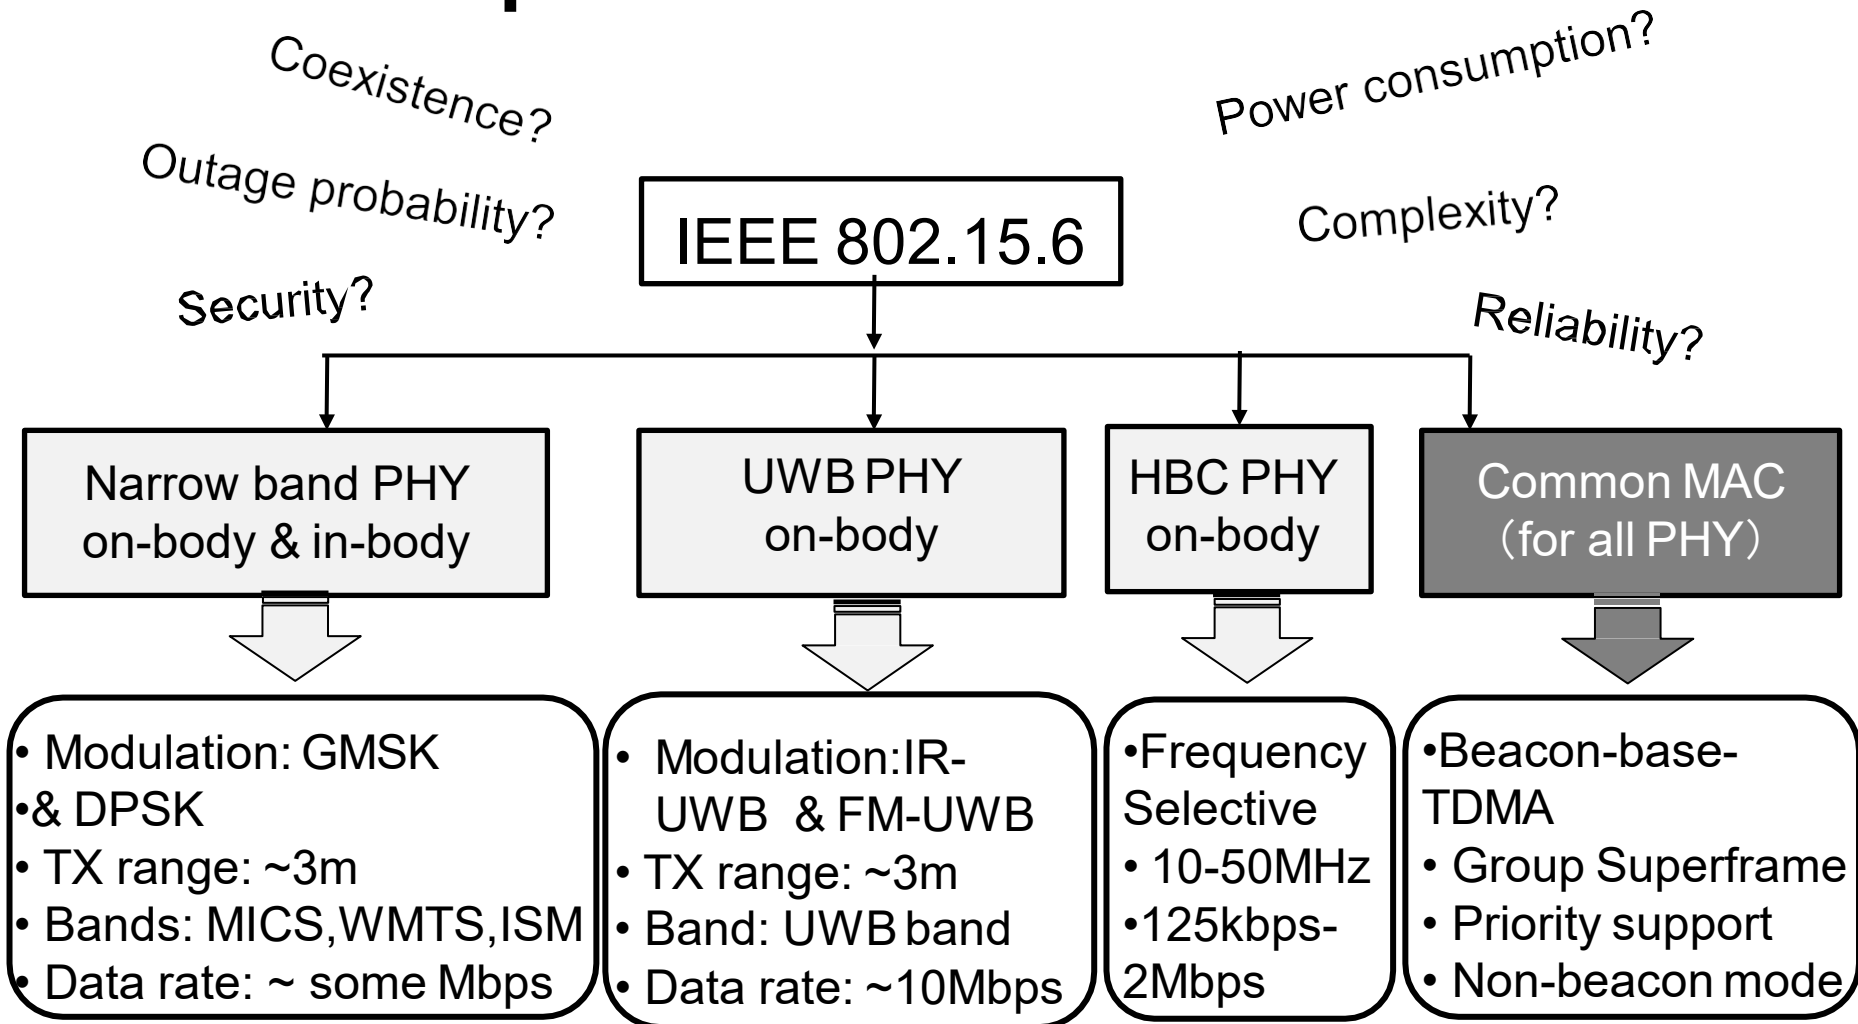 Coexistence?
Power consumption?
Outage probability?
Complexity?
IEEE 802.15.6
Security?
Reliability?
Narrow band PHY
on-body & in-body
UWB PHY
on-body
HBC PHY
on-body
Common MAC
（for all PHY）
• Modulation: GMSK
•& DPSK
• TX range: ~3m
• Bands: MICS,WMTS,ISM
• Data rate: ~ some Mbps
• Modulation:IR-
UWB & FM-UWB
• TX range: ~3m
• Band: UWB band
• Data rate: ~10Mbps
•Frequency
Selective
• 10-50MHz
•125kbps-
2Mbps
•Beacon-base-
TDMA
• Group Superframe
• Priority support
• Non-beacon mode